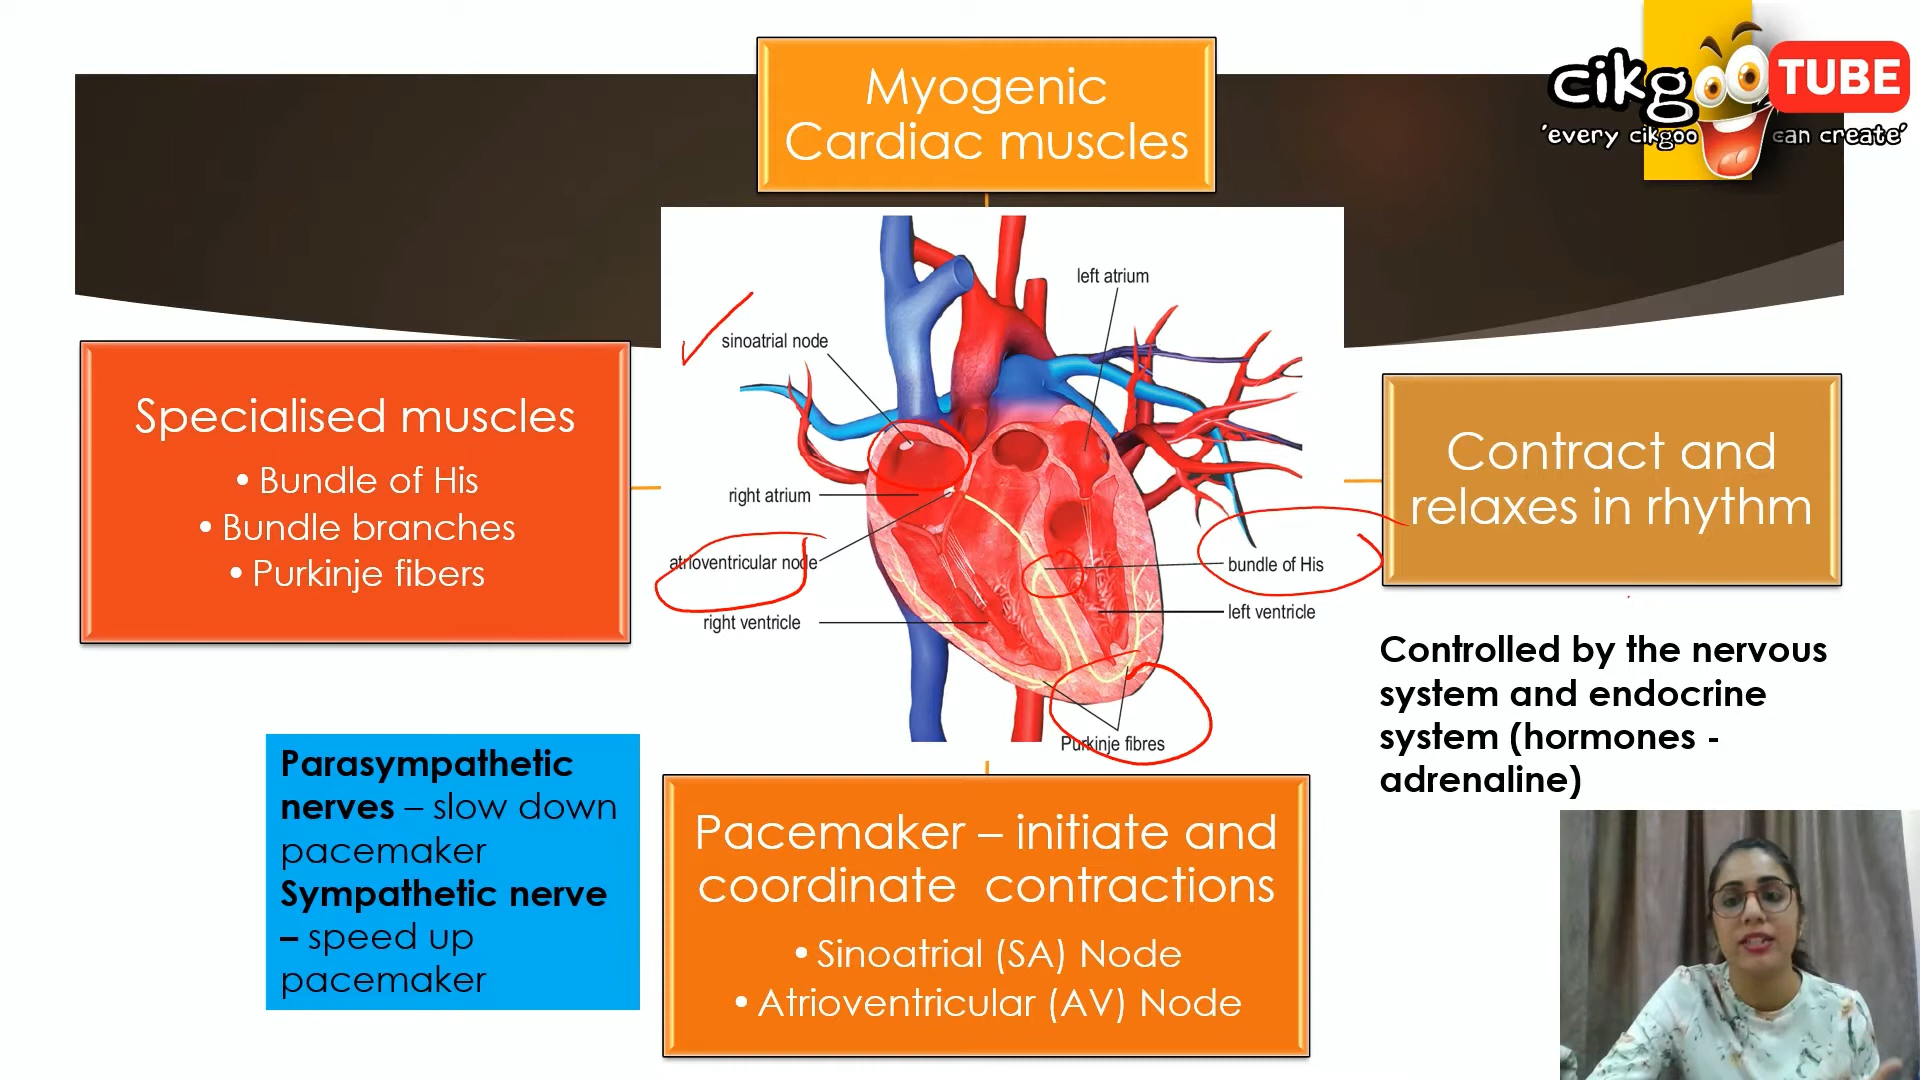 Myogenic
Cardiac muscles
cikgoo TUBE
'every cikgoo can create'
left atrium
sinoatrial node
right atrium
atrioventricular node
right ventricle
bundle of His
left ventricle
Purkinje fibres
Specialised muscles
• Bundle of His
• Bundle branches
• Purkinje fibers
Contract and
relaxes in rhythm
Controlled by the nervous
system and endocrine
system (hormones -
adrenaline)
Parasympathetic
nerves – slow down
pacemaker
Sympathetic nerve
– speed up
pacemaker
Pacemaker – initiate and
coordinate contractions
• Sinoatrial (SA) Node
• Atrioventricular (AV) Node